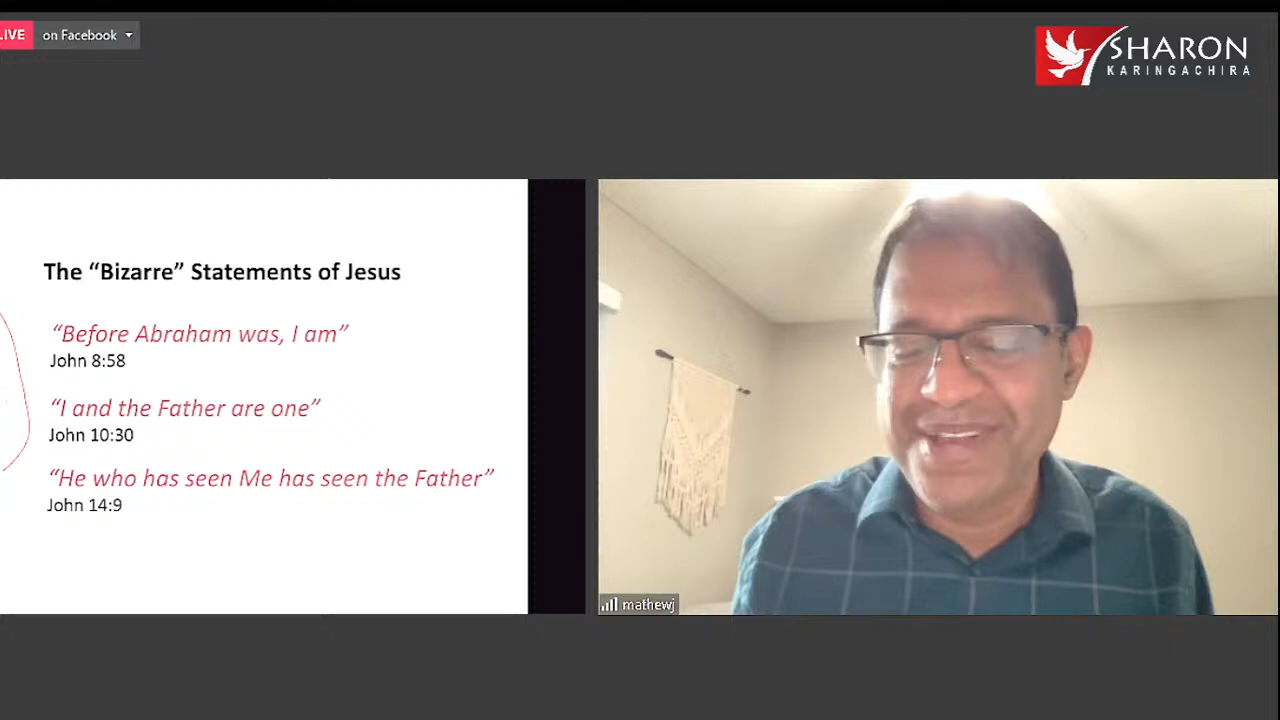 LIVE on Facebook
SHARON
KARINGACHIRA
The “Bizarre” Statements of Jesus
“Before Abraham was, I am”
John 8:58
“I and the Father are one”
John 10:30
“He who has seen Me has seen the Father”
John 14:9
mathewj